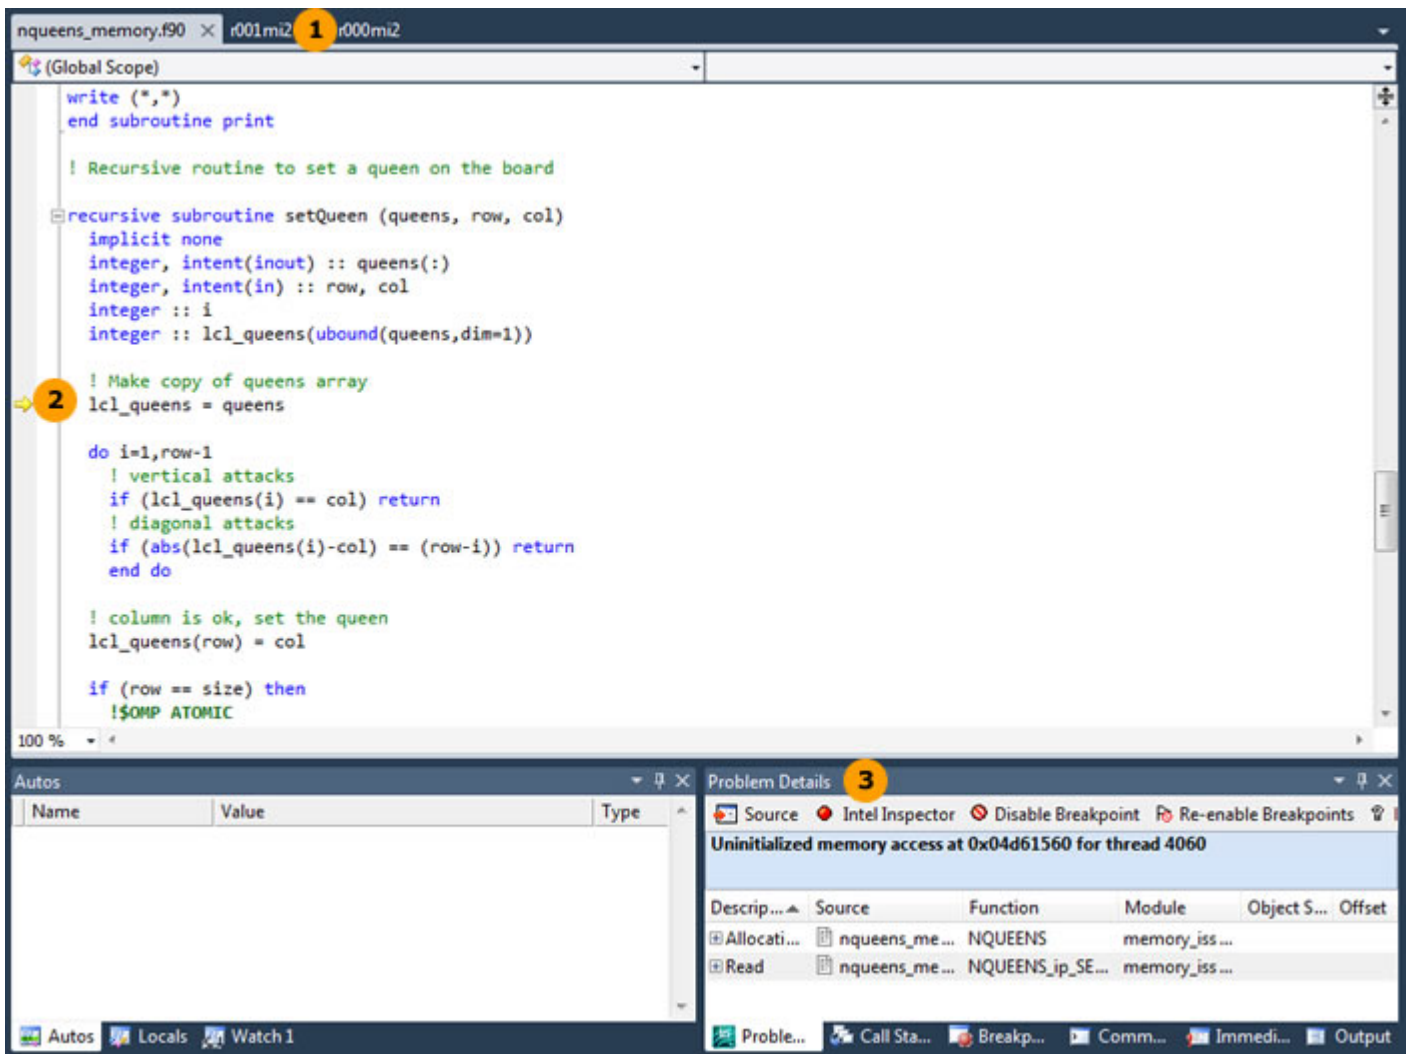 nqueens_memory.f90 r001mi2 1 r000mi2
(Global Scope)
write (*,*)
end subroutine print
! Recursive routine to set a queen on the board
recursive subroutine setQueen (queens, row, col)
implicit none
integer, intent(inout) :: queens(:)
integer, intent(in) :: row, col
integer :: i
integer :: lcl_queens(ubound(queens,dim=1))
! Make copy of queens array
2 lcl_queens = queens
do i=1,row-1
! vertical attacks
if (lcl_queens(i) == col) return
! diagonal attacks
if (abs(lcl_queens(i)-col) == (row-i)) return
end do
! column is ok, set the queen
lcl_queens(row) = col
if (row == size) then
!$OMP ATOMIC
100 %
Autos
Name Value Type
Autos Locals Watch 1
Problem Details 3
Source Intel Inspector Disable Breakpoint Re-enable Breakpoints
Uninitialized memory access at 0x04d61560 for thread 4060
Descrip... Source Function Module Object S... Offset
Allocati... nqueens_me... NQUEENS memory_iss...
Read nqueens_me... NQUEENS_ip_SE... memory_iss...
Proble... Call Sta... Breakp... Comm... Immedi... Output